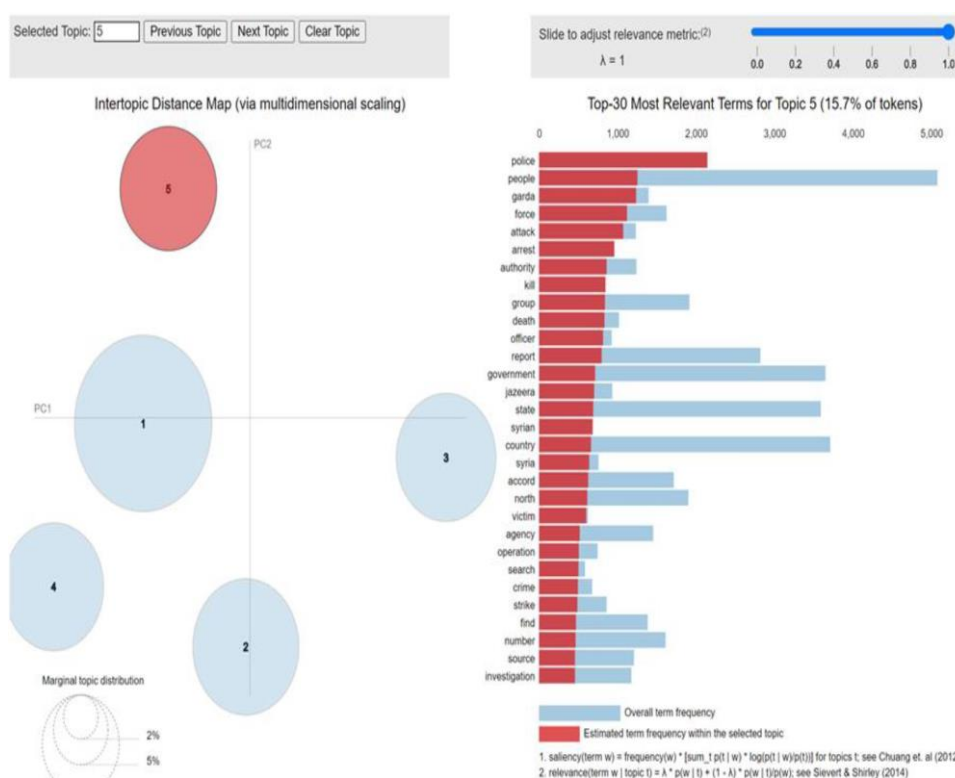 Selected Topic: 5 Previous Topic Next Topic Clear Topic
Slide to adjust relevance metric:(2)
λ = 1
0.0 0.2 0.4 0.6 0.8 1.0
Intertopic Distance Map (via multidimensional scaling)
PC2
PC1
5
1
3
4
2
Marginal topic distribution
2%
5%
Top-30 Most Relevant Terms for Topic 5 (15.7% of tokens)
0 1,000 2,000 3,000 4,000 5,000
police
people
garda
force
attack
arrest
authority
kill
group
death
officer
report
government
jazeera
state
syrian
country
syria
accord
north
victim
agency
operation
search
crime
strike
find
number
source
investigation
Overall term frequency
Estimated term frequency within the selected topic
1. saliency(term w) = frequency(w) * [sum_t p(t | w) * log(p(t | w)/p(t))] for topics t; see Chuang et. al (2012
2. relevance(term w | topic t) = λ * p(w | t) + (1 - λ) * p(w | t)/p(w); see Sievert & Shirley (2014)